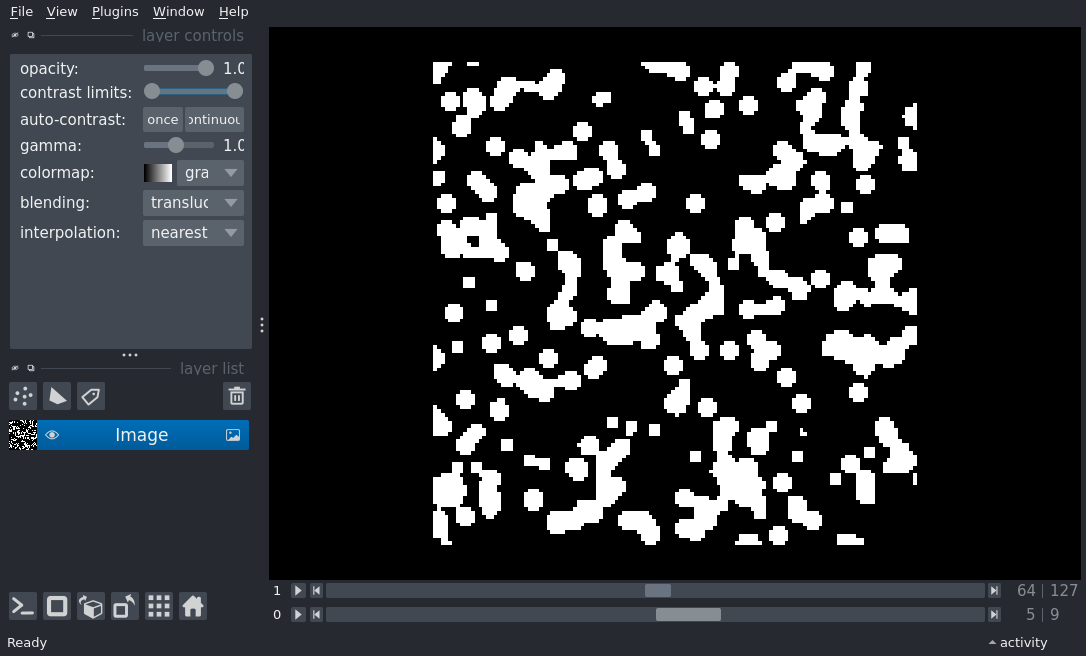 File View Plugins Window Help
layer controls
opacity: 1.0
contrast limits:
auto-contrast: once ontinuou
gamma: 1.0
colormap: gra
blending: transluc
interpolation: nearest
layer list
Image
1 64 | 127
0 5 | 9
Ready activity